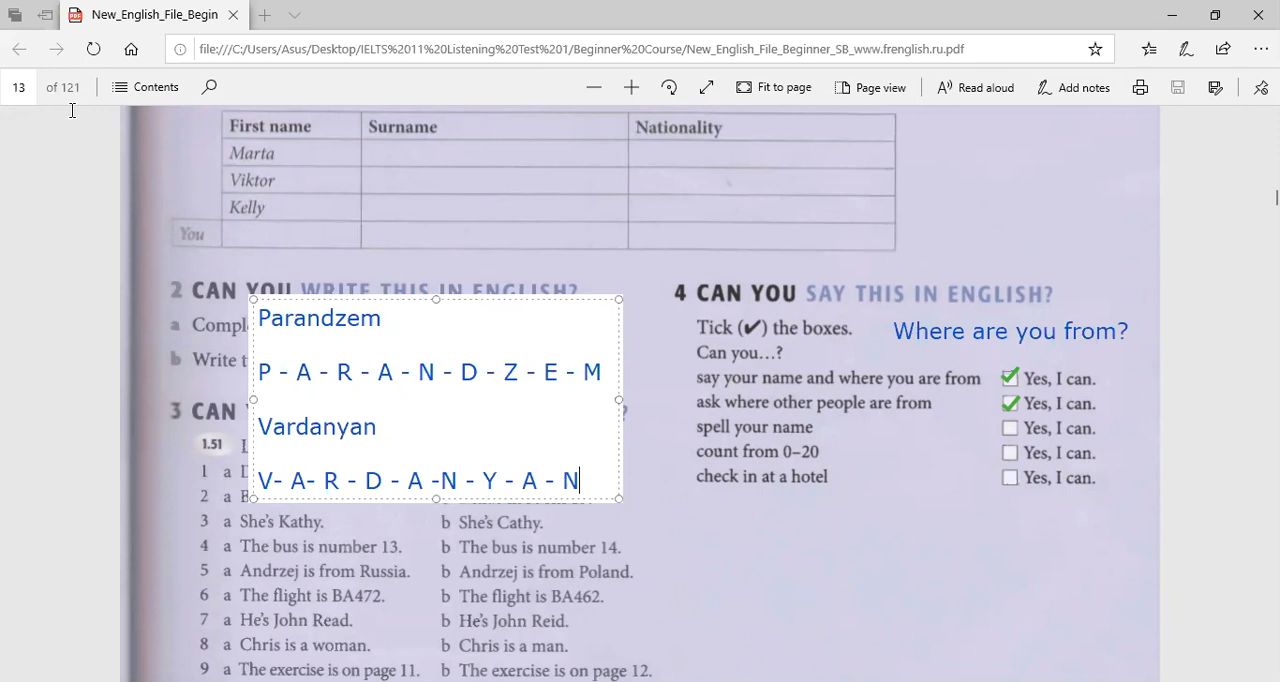 New_English_File_Begin
file:///C:/Users/Asus/Desktop/IELTS%2011%20Listening%20Test%201/Beginner%20Course/New_English_File_Beginner_SB_www.frenglish.ru.pdf
13 of 121 Contents Fit to page Page view Read aloud Add notes
First name Surname Nationality
Marta
Viktor
Kelly
You
2 CAN YOU WRITE THIS IN ENGLISH?
a Compl
b Write t
3 CAN
1.51
1 a
2 a
3 a She's Kathy. b She's Cathy.
4 a The bus is number 13. b The bus is number 14.
5 a Andrzej is from Russia. b Andrzej is from Poland.
6 a The flight is BA472. b The flight is BA462.
7 a He's John Read. b He's John Reid.
8 a Chris is a woman. b Chris is a man.
9 a The exercise is on page 11. b The exercise is on page 12.
Parandzem
P - A - R - A - N - D - Z - E - M
Vardanyan
V- A- R - D - A -N - Y - A - N
4 CAN YOU SAY THIS IN ENGLISH?
Tick (✔) the boxes.
Where are you from?
Can you...?
say your name and where you are from Yes, I can.
ask where other people are from Yes, I can.
spell your name Yes, I can.
count from 0–20 Yes, I can.
check in at a hotel Yes, I can.